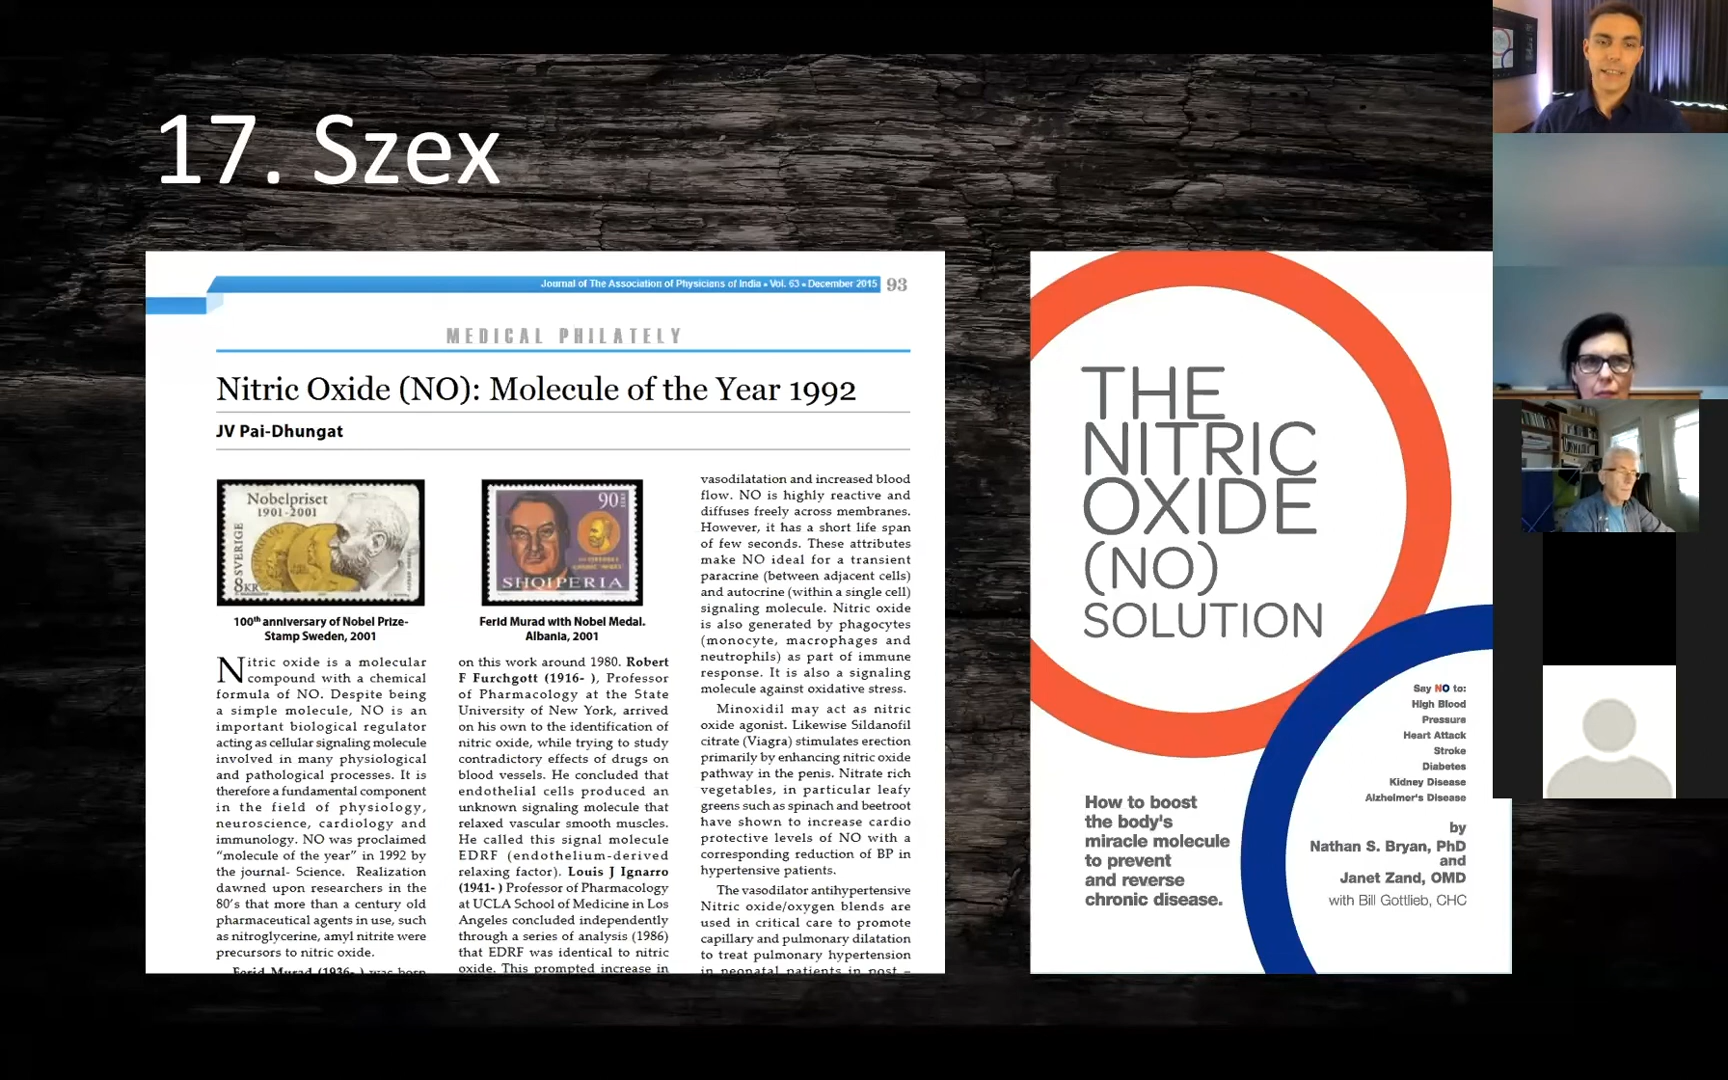 17. Szex
Journal of The Association of Physicians of India • Vol. 63 • December 2015
93
MEDICAL PHILATELY
Nitric Oxide (NO): Molecule of the Year 1992
JV Pai-Dhungat
Nobelpriset
1901-2001
SVERIGE
8KR
100th anniversary of Nobel Prize-
Stamp Sweden, 2001
90
SHQIPERIA
Ferid Murad with Nobel Medal.
Albania, 2001
Nitric oxide is a molecular
compound with a chemical
formula of NO. Despite being
a simple molecule, NO is an
important biological regulator
acting as cellular signaling molecule
involved in many physiological
and pathological processes. It is
therefore a fundamental component
in the field of physiology,
neuroscience, cardiology and
immunology. NO was proclaimed
“molecule of the year” in 1992 by
the journal- Science. Realization
dawned upon researchers in the
80's that more than a century old
pharmaceutical agents in use, such
as nitroglycerine, amyl nitrite were
precursors to nitric oxide.
Ferid Murad (1936- ) was born
on this work around 1980. Robert
F Furchgott (1916- ), Professor
of Pharmacology at the State
University of New York, arrived
on his own to the identification of
nitric oxide, while trying to study
contradictory effects of drugs on
blood vessels. He concluded that
endothelial cells produced an
unknown signaling molecule that
relaxed vascular smooth muscles.
He called this signal molecule
EDRF (endothelium-derived
relaxing factor). Louis J Ignarro
(1941- ) Professor of Pharmacology
at UCLA School of Medicine in Los
Angeles concluded independently
through a series of analysis (1986)
that EDRF was identical to nitric
oxide. This prompted increase in
vasodilatation and increased blood
flow. NO is highly reactive and
diffuses freely across membranes.
However, it has a short life span
of few seconds. These attributes
make NO ideal for a transient
paracrine (between adjacent cells)
and autocrine (within a single cell)
signaling molecule. Nitric oxide
is also generated by phagocytes
(monocyte, macrophages and
neutrophils) as part of immune
response. It is also a signaling
molecule against oxidative stress.
Minoxidil may act as nitric
oxide agonist. Likewise Sildanofil
citrate (Viagra) stimulates erection
primarily by enhancing nitric oxide
pathway in the penis. Nitrate rich
vegetables, in particular leafy
greens such as spinach and beetroot
have shown to increase cardio
protective levels of NO with a
corresponding reduction of BP in
hypertensive patients.
The vasodilator antihypertensive
Nitric oxide/oxygen blends are
used in critical care to promote
capillary and pulmonary dilatation
to treat pulmonary hypertension
in neonatal patients in post –
THE
NITRIC
OXIDE
(NO)
SOLUTION
Say NO to:
High Blood
Pressure
Heart Attack
Stroke
Diabetes
Kidney Disease
Alzheimer's Disease
How to boost
the body's
miracle molecule
to prevent
and reverse
chronic disease.
by
Nathan S. Bryan, PhD
and
Janet Zand, OMD
with Bill Gottlieb, CHC